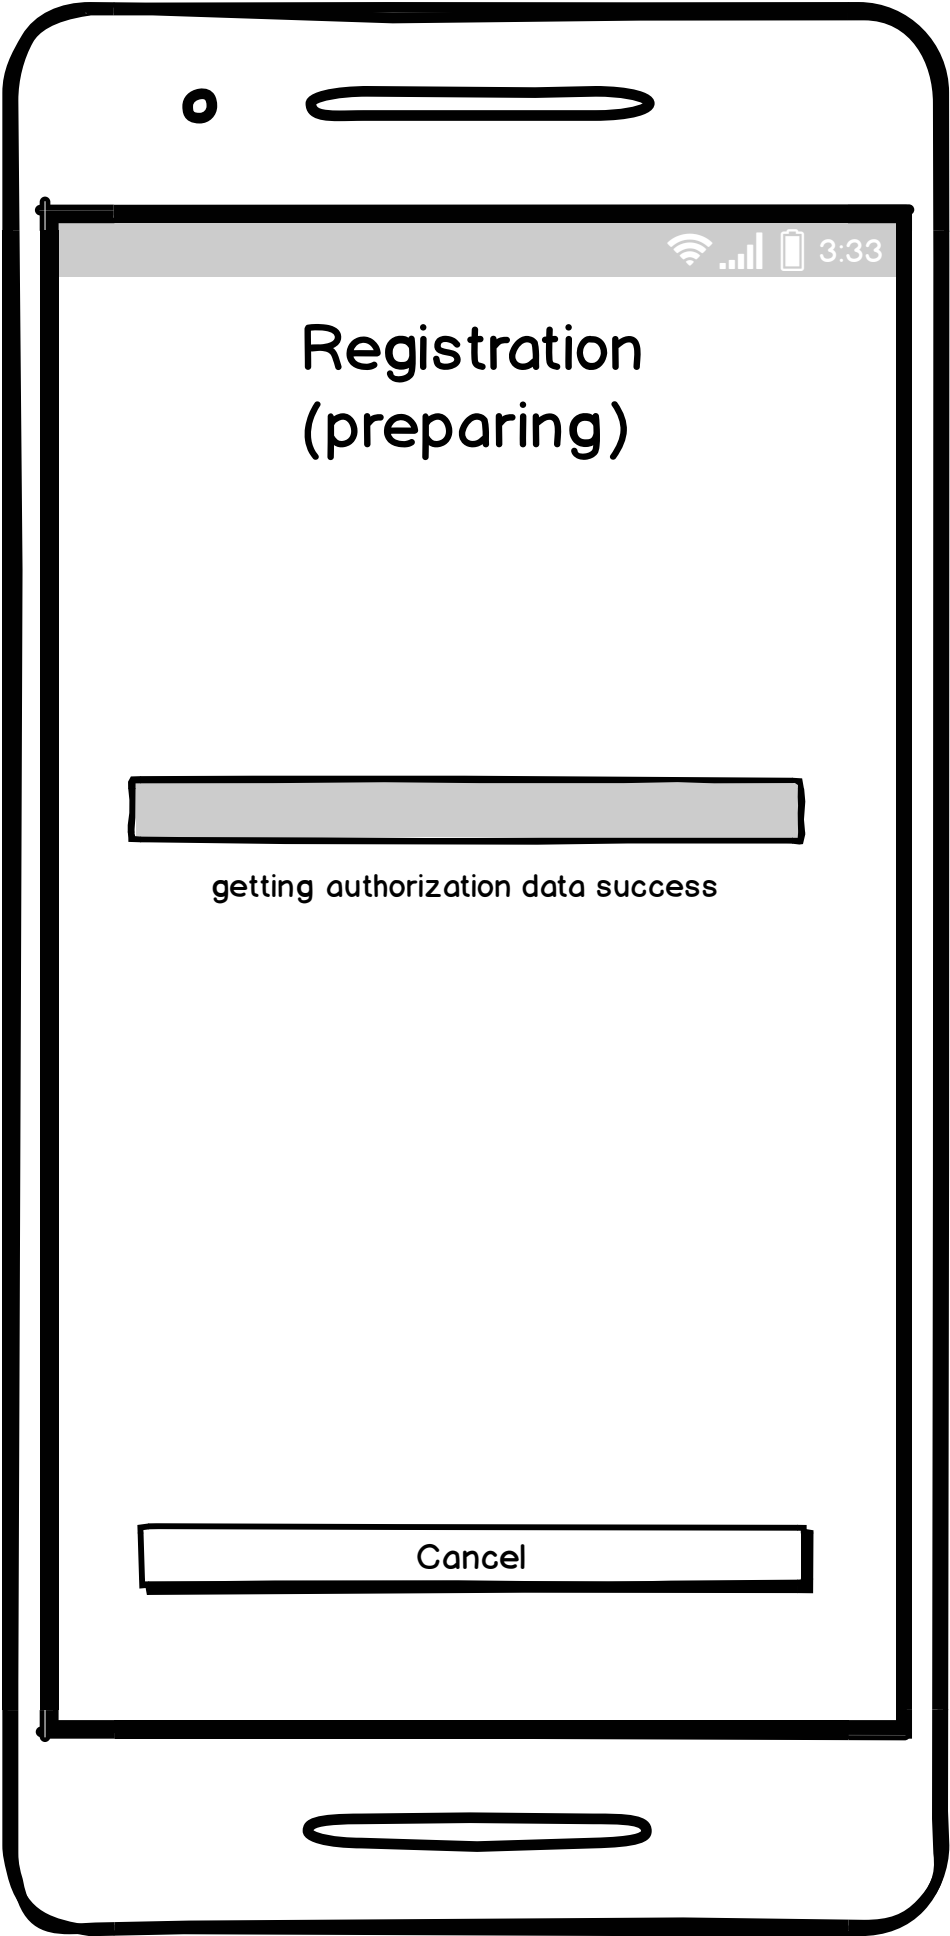 3:33
Registration
(preparing)
getting authorization data success
Cancel